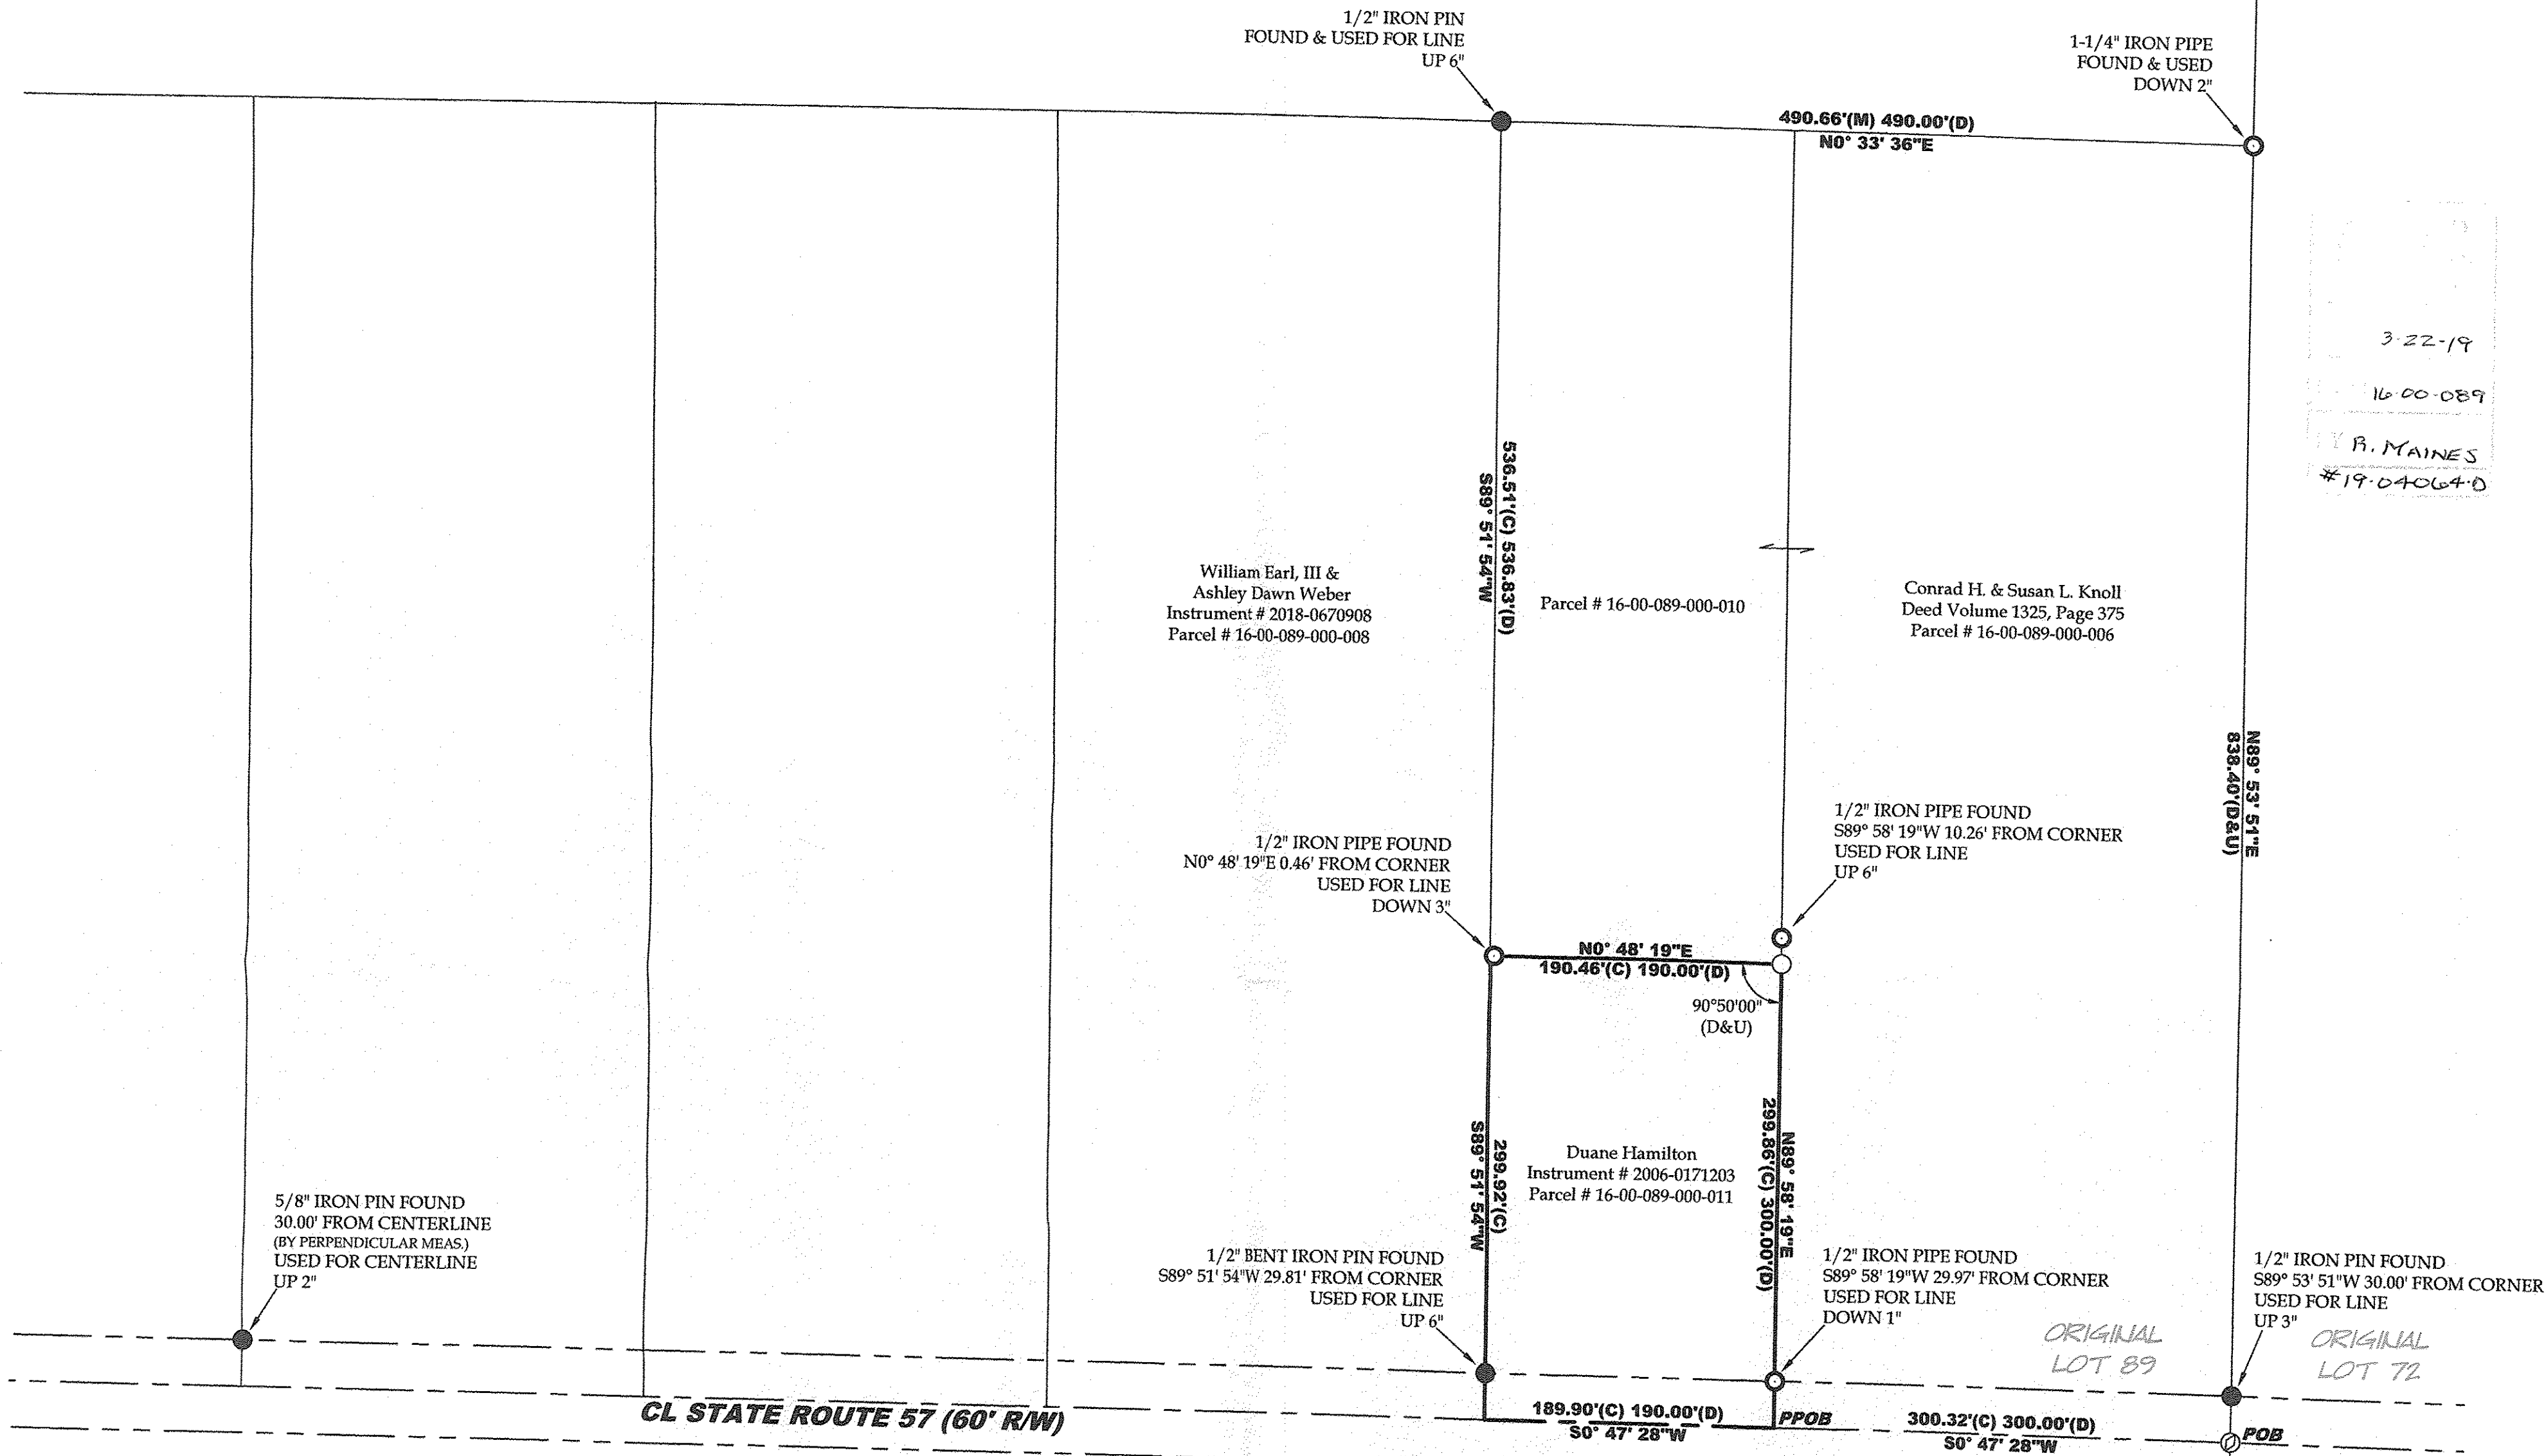 1/2" IRON PIN
FOUND & USED FOR LINE
UP 6"
1-1/4" IRON PIPE
FOUND & USED
DOWN 2"
490.66'(M) 490.00'(D)
N0° 33' 36"E
3-22-19
16-00-089
R. MAINES
#19-04064-D
536.51'(C) 536.83'(D)
S89° 51' 54"W
William Earl, III &
Ashley Dawn Weber
Instrument # 2018-0670908
Parcel # 16-00-089-000-008
Parcel # 16-00-089-000-010
Conrad H. & Susan L. Knoll
Deed Volume 1325, Page 375
Parcel # 16-00-089-000-006
N89° 53' 51"E
838.40'(D&U)
1/2" IRON PIPE FOUND
N0° 48' 19"E 0.46' FROM CORNER
USED FOR LINE
DOWN 3"
1/2" IRON PIPE FOUND
S89° 58' 19"W 10.26' FROM CORNER
USED FOR LINE
UP 6"
N0° 48' 19"E
190.46'(C) 190.00'(D)
90°50'00"
(D&U)
299.92'(C)
S89° 51' 54"W
Duane Hamilton
Instrument # 2006-0171203
Parcel # 16-00-089-000-011
N89° 58' 19"E
299.86'(C) 300.00'(D)
5/8" IRON PIN FOUND
30.00' FROM CENTERLINE
(BY PERPENDICULAR MEAS.)
USED FOR CENTERLINE
UP 2"
1/2" BENT IRON PIN FOUND
S89° 51' 54"W 29.81' FROM CORNER
USED FOR LINE
UP 6"
1/2" IRON PIPE FOUND
S89° 58' 19"W 29.97' FROM CORNER
USED FOR LINE
DOWN 1"
1/2" IRON PIN FOUND
S89° 53' 51"W 30.00' FROM CORNER
USED FOR LINE
UP 3"
ORIGINAL
LOT 89
ORIGINAL
LOT 72
CL STATE ROUTE 57 (60' R/W)
189.90'(C) 190.00'(D)
S0° 47' 28"W
PPOB
300.32'(C) 300.00'(D)
S0° 47' 28"W
POB